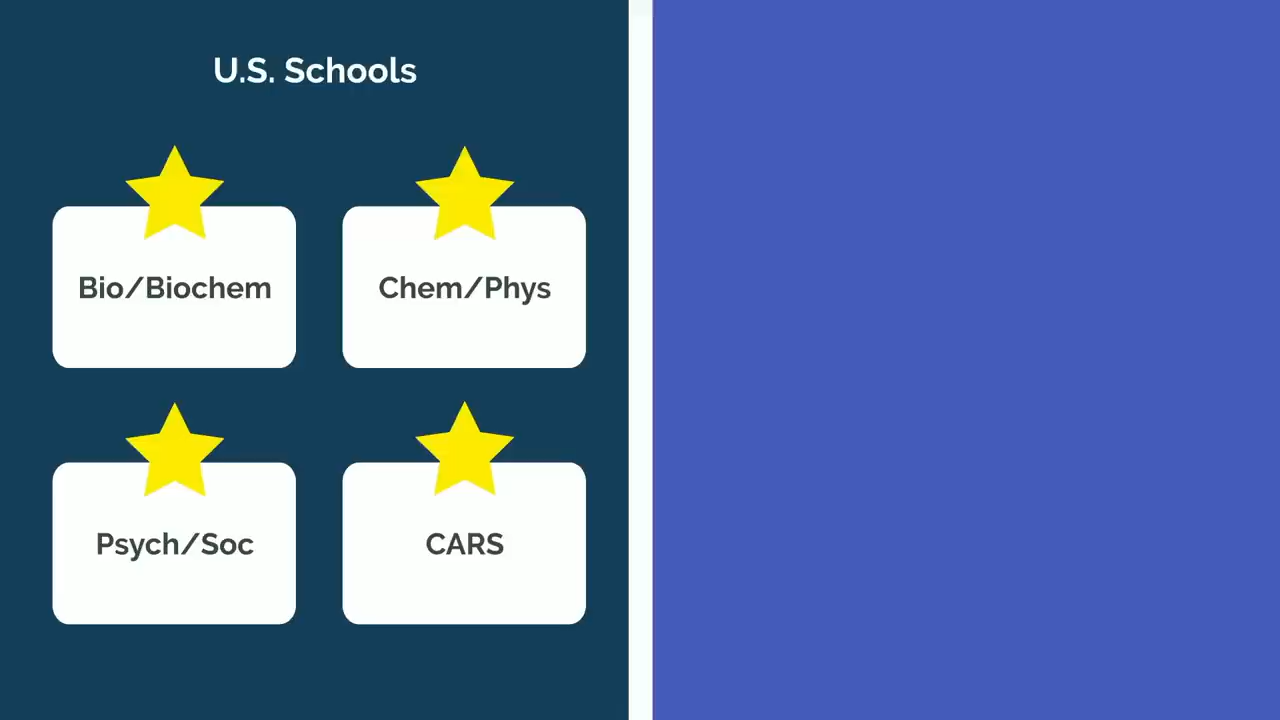 U.S. Schools
Bio/Biochem
Chem/Phys
Psych/Soc
CARS